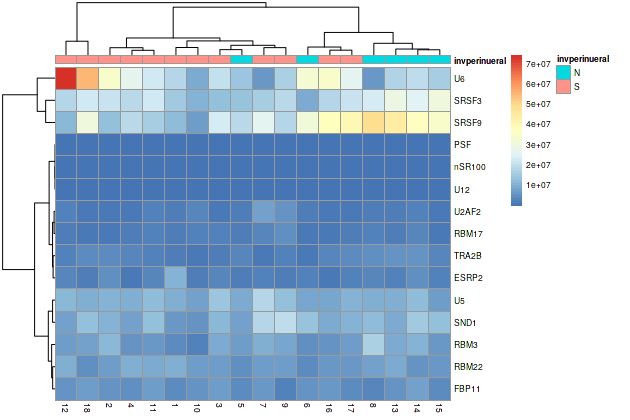 invperinueral
U6
SRSF3
SRSF9
PSF
nSR100
U12
U2AF2
RBM17
TRA2B
ESRP2
U5
SND1
RBM3
RBM22
FBP11
12 18 2 4 11 1 10 3 5 7 9 6 16 17 8 13 14 15
7e+07
6e+07
5e+07
4e+07
3e+07
2e+07
1e+07
invperinueral
N
S